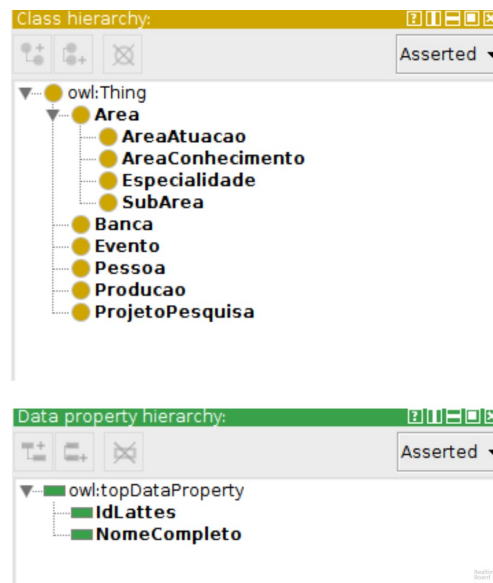 Class hierarchy:
Asserted
owl:Thing
Area
AreaAtuacao
AreaConhecimento
Especialidade
SubArea
Banca
Evento
Pessoa
Producao
ProjetoPesquisa
Data property hierarchy:
Asserted
owl:topDataProperty
IdLattes
NomeCompleto